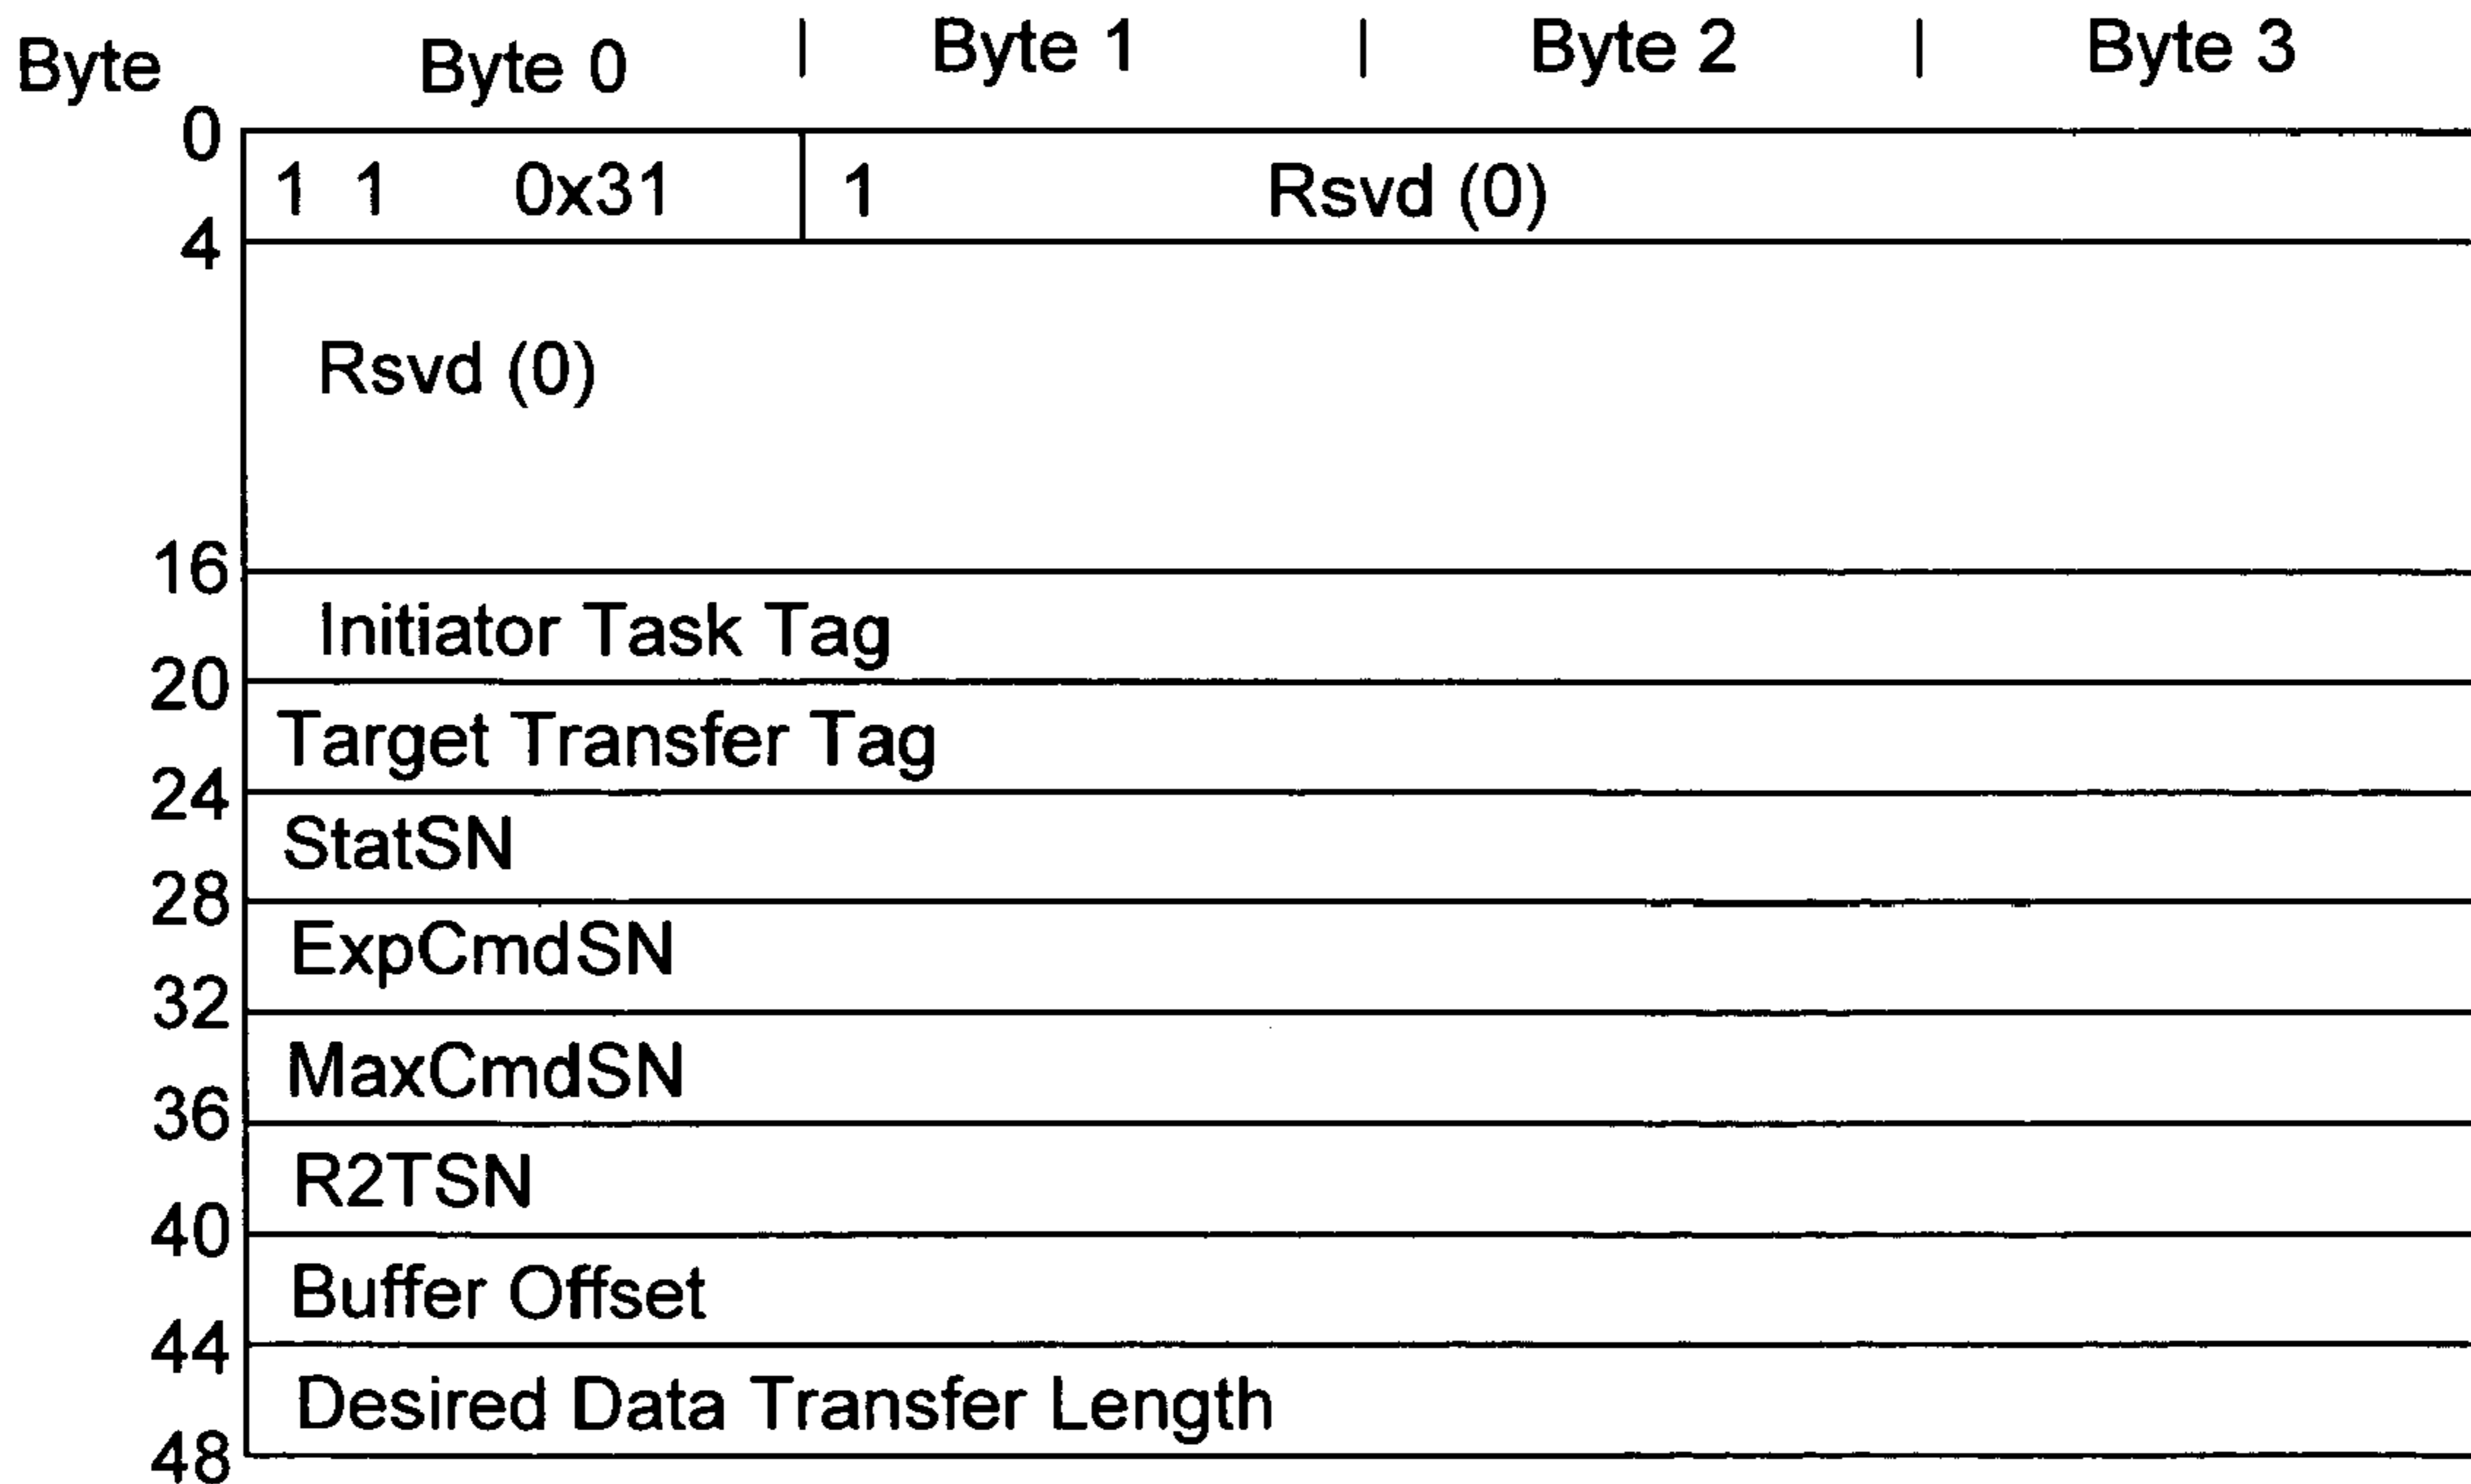 Byte Byte 0 | Byte 1 | Byte 2 | Byte 3
0
1 1 0x31 1 Rsvd (0)
4
Rsvd (0)
16
Initiator Task Tag
20
Target Transfer Tag
24
StatSN
28
ExpCmdSN
32
MaxCmdSN
36
R2TSN
40
Buffer Offset
44
Desired Data Transfer Length
48